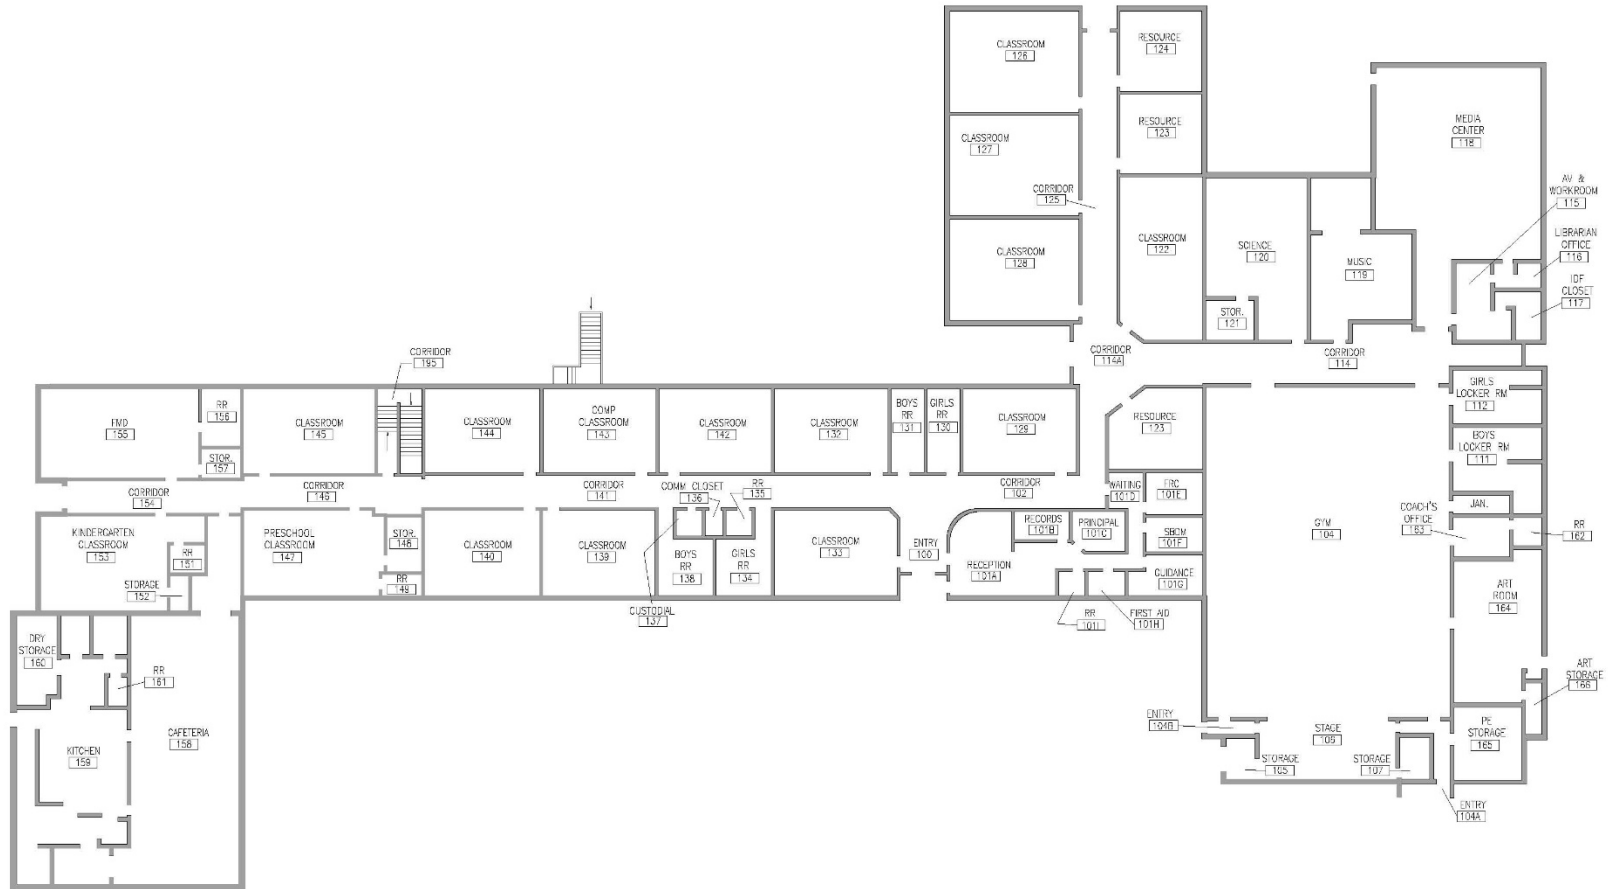 CLASSROOM
126
RESOURCE
124
CLASSROOM
127
RESOURCE
123
MEDIA
CENTER
118
CORRIDOR
125
AV &
WORKROOM
115
CLASSROOM
128
CLASSROOM
122
SCIENCE
120
MUSIC
119
LIBRARIAN
OFFICE
116
IDF
CLOSET
117
STOR.
121
CORRIDOR
114A
CORRIDOR
114
CORRIDOR
195
GIRLS
LOCKER RM
112
FMD
155
RR
156
CLASSROOM
145
CLASSROOM
144
COMP
CLASSROOM
143
CLASSROOM
142
CLASSROOM
132
BOYS
RR
131
GIRLS
RR
130
CLASSROOM
129
RESOURCE
123
BOYS
LOCKER RM
111
STOR.
157
CORRIDOR
154
CORRIDOR
146
CORRIDOR
141
COMM CLOSET
136
RR
135
CORRIDOR
102
WAITING
101D
FRC
101E
JAN.
COACH'S
OFFICE
163
RR
162
KINDERGARTEN
CLASSROOM
153
RR
151
STORAGE
152
PRESCHOOL
CLASSROOM
147
STOR.
148
RR
149
CLASSROOM
140
CLASSROOM
139
BOYS
RR
138
GIRLS
RR
134
CLASSROOM
133
ENTRY
100
RECORDS
101B
PRINCIPAL
101C
SBDM
101F
RECEPTION
101A
GUIDANCE
101G
GYM
104
ART
ROOM
164
CUSTODIAL
137
RR
101I
FIRST AID
101H
DRY
STORAGE
160
RR
161
CAFETERIA
158
KITCHEN
159
ART
STORAGE
166
ENTRY
104B
STAGE
106
PE
STORAGE
165
STORAGE
105
STORAGE
107
ENTRY
104A